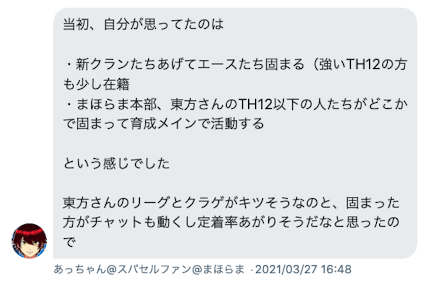 当初、自分が思ってたのは
・新クランたちあげてエースたち固まる（強いTH12の方
も少し在籍
・まほらま本部、東方さんのTH12以下の人たちがどこか
で固まって育成メインで活動する
という感じでした
東方さんのリーグとクラゲがキツそうなのと、固まった
方がチャットも動くし定着率あがりそうだなと思ったの
で
あっちゃん@スパセルファン@まほらま ・2021/03/27 16:48